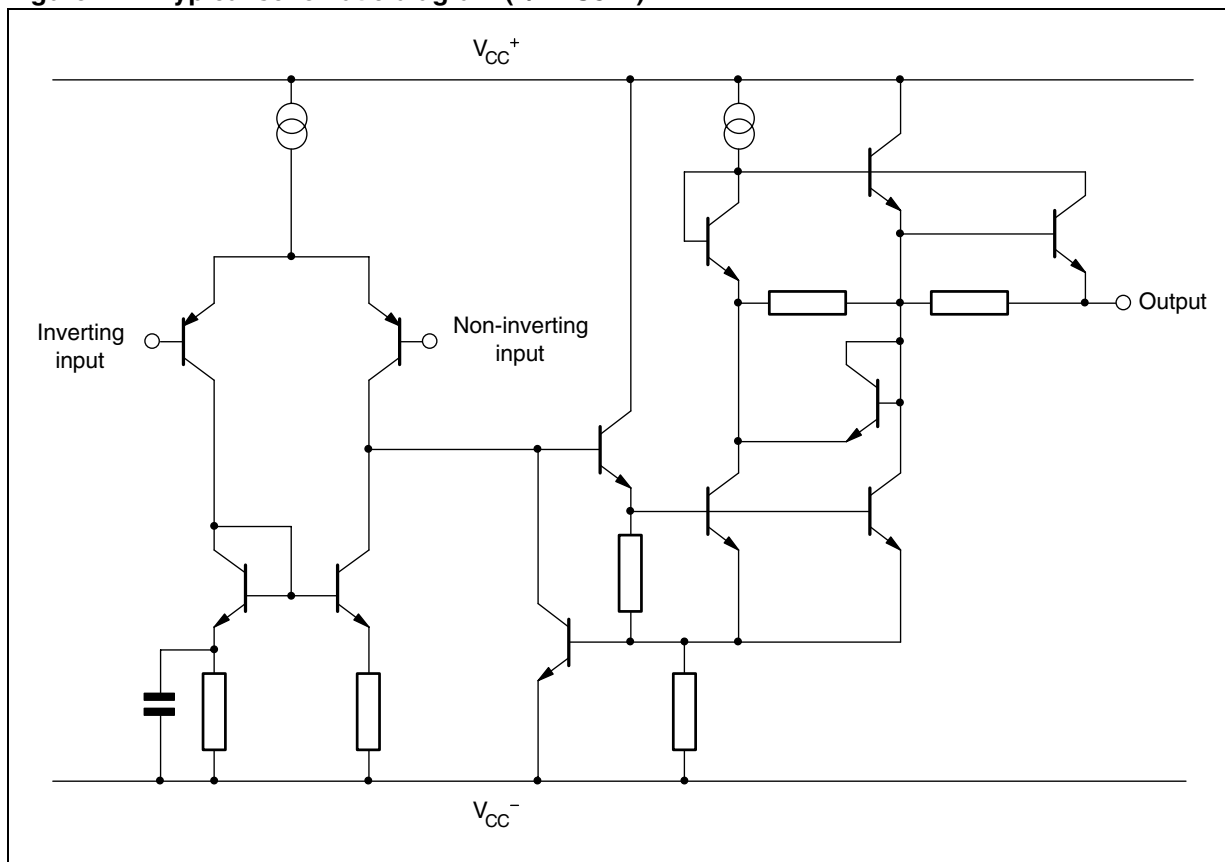 V_CC⁺
Inverting
input
Non-inverting
input
Output
V_CC⁻